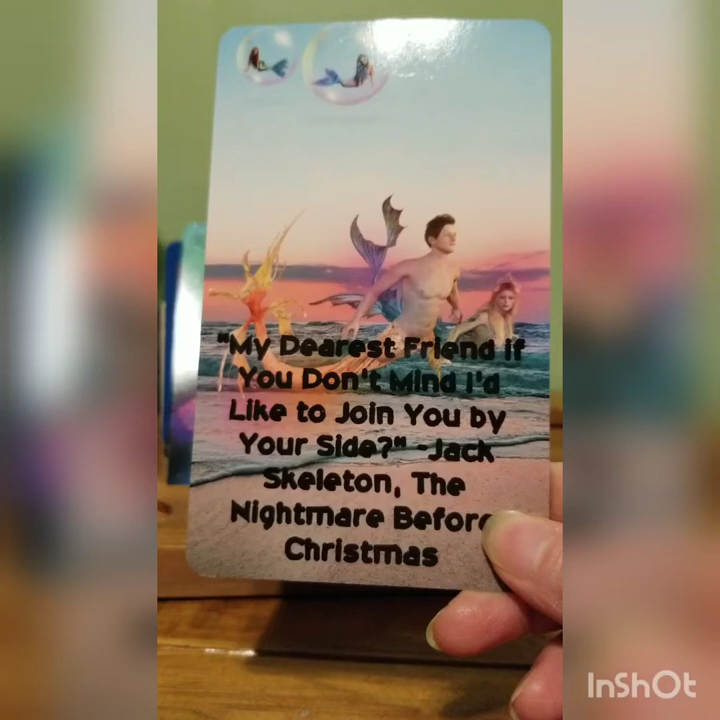 "My Dearest Friend if
You Don't Mind I'd
Like to Join You by
Your Side?" -Jack
Skeleton, The
Nightmare Before
Christmas
InShOt